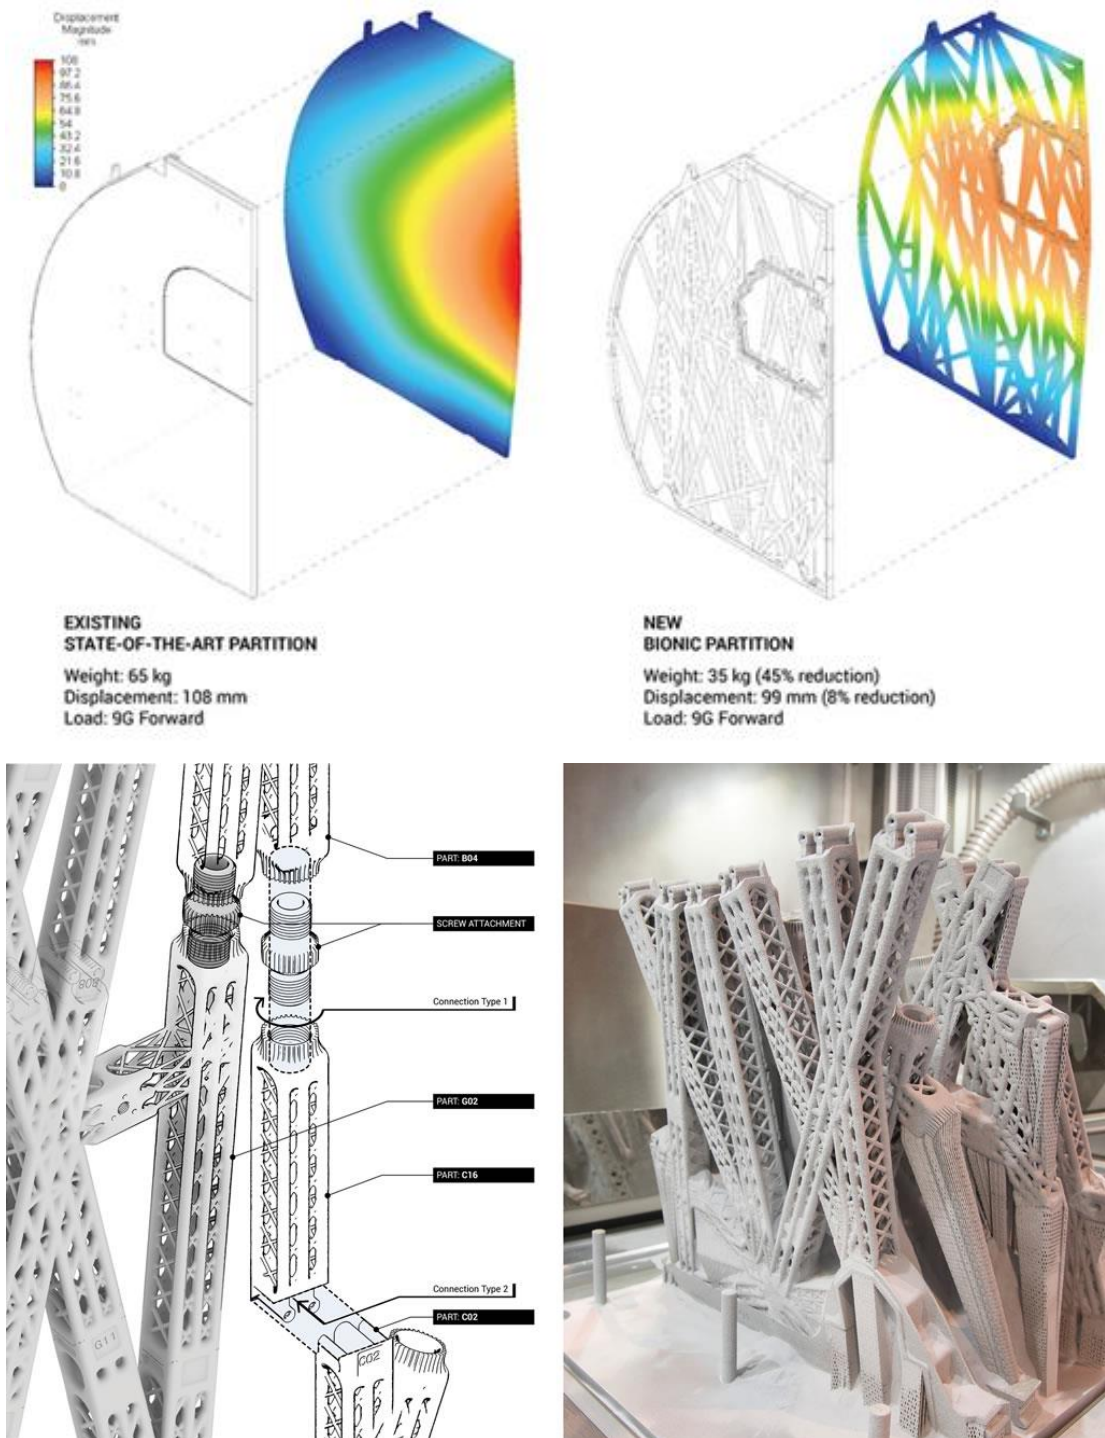 Displacement
Magnitude
mm
108
97.2
86.4
75.6
64.8
54
43.2
32.4
21.6
10.8
0
EXISTING
STATE-OF-THE-ART PARTITION
Weight: 65 kg
Displacement: 108 mm
Load: 9G Forward
NEW
BIONIC PARTITION
Weight: 35 kg (45% reduction)
Displacement: 99 mm (8% reduction)
Load: 9G Forward
PART: B04
SCREW ATTACHMENT
Connection Type 1
PART: G02
PART: C16
Connection Type 2
PART: C02
C02
G11